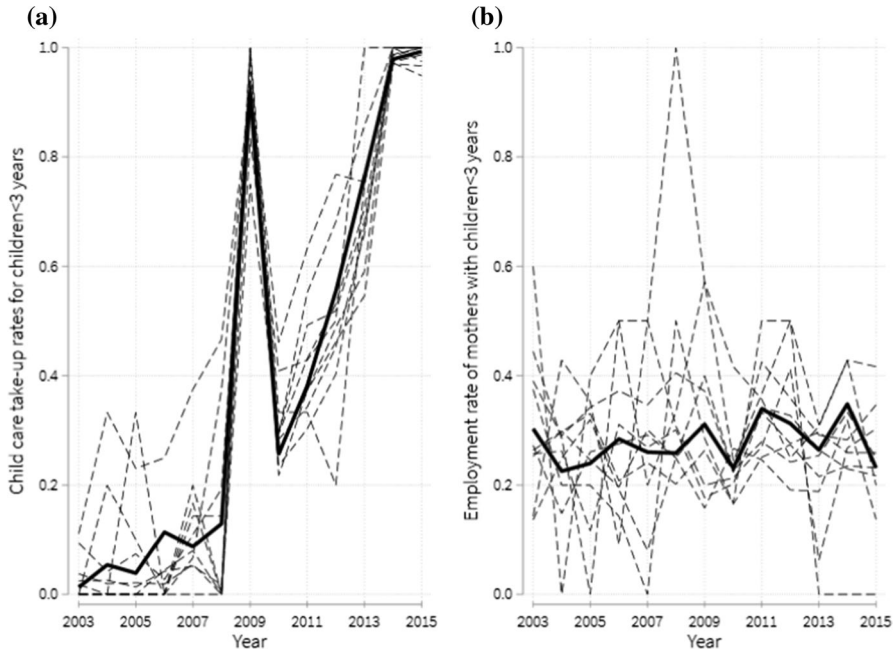 (a)
Child care take-up rates for children<3 years
1.0
0.8
0.6
0.4
0.2
0.0
2003 2005 2007 2009 2011 2013 2015
Year
(b)
Employment rate of mothers with children<3 years
1.0
0.8
0.6
0.4
0.2
0.0
2003 2005 2007 2009 2011 2013 2015
Year